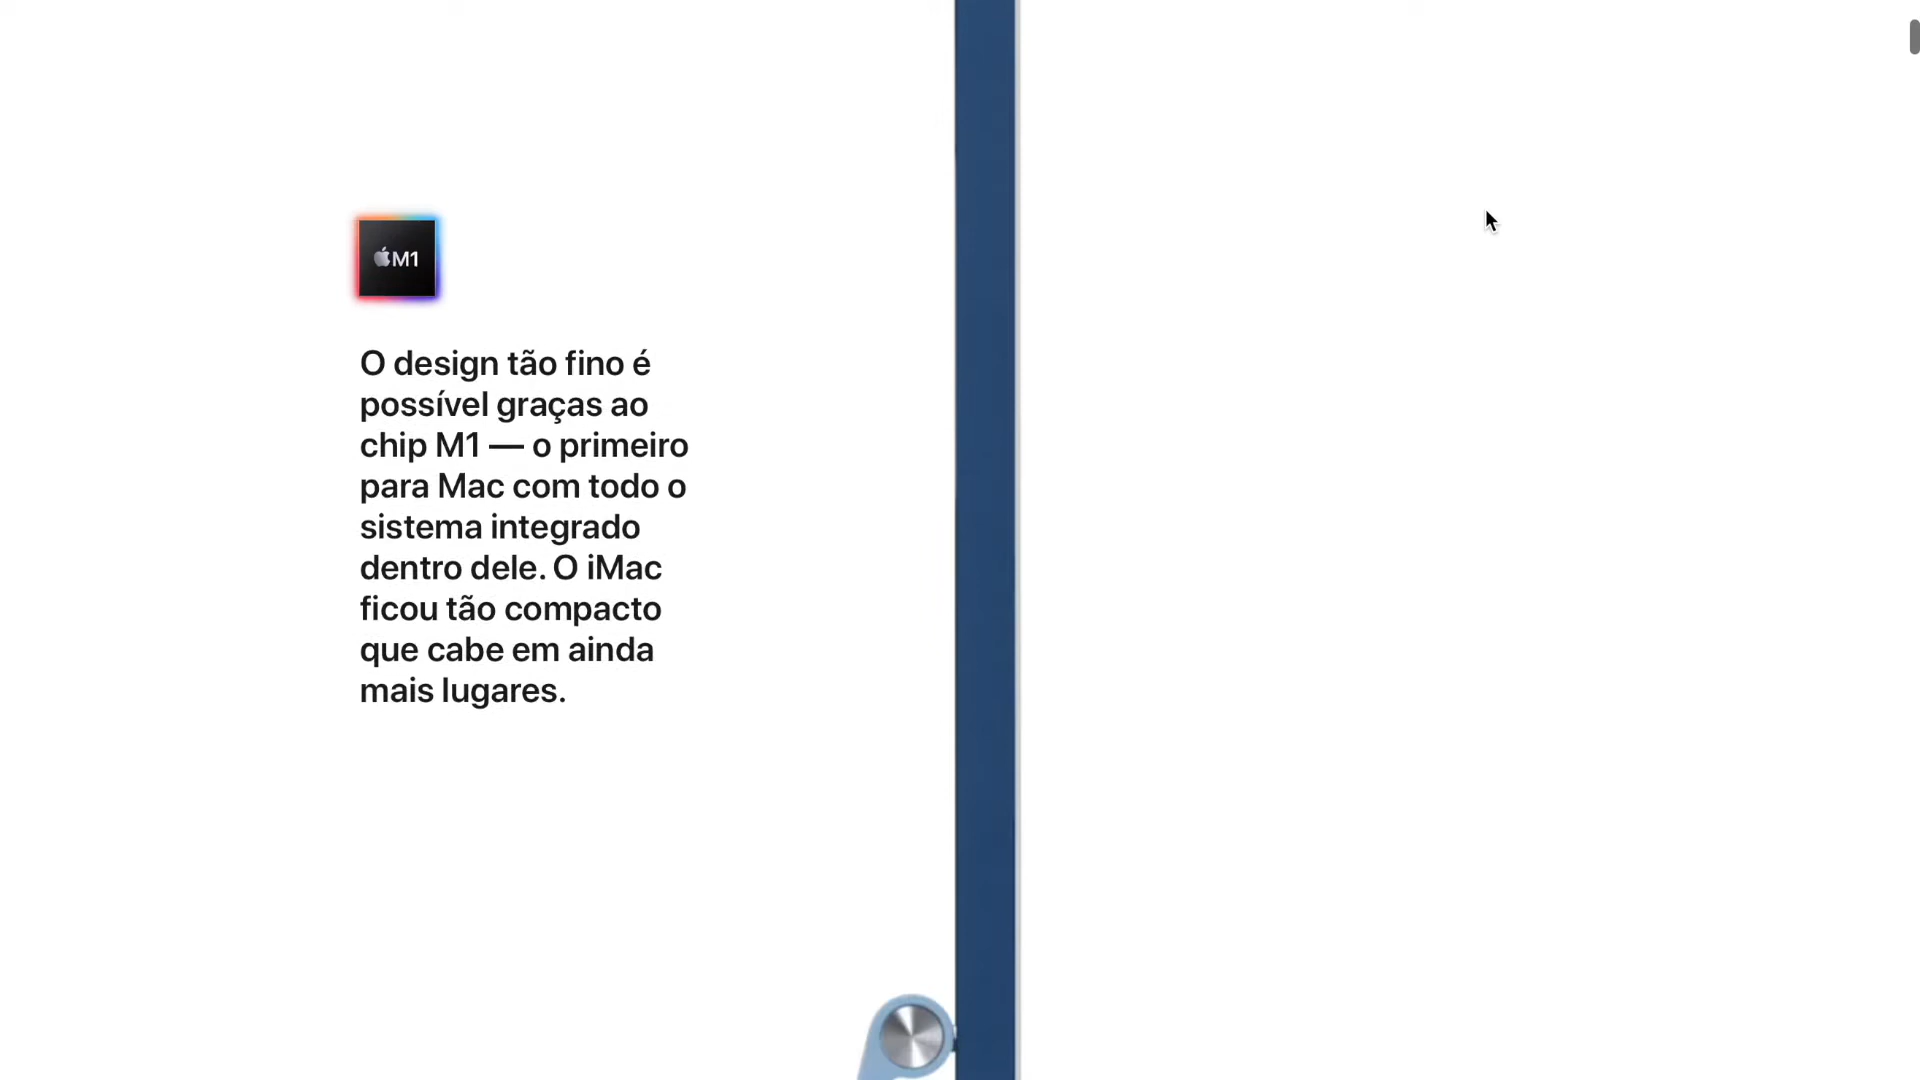 M1
O design tão fino é
possível graças ao
chip M1 — o primeiro
para Mac com todo o
sistema integrado
dentro dele. O iMac
ficou tão compacto
que cabe em ainda
mais lugares.